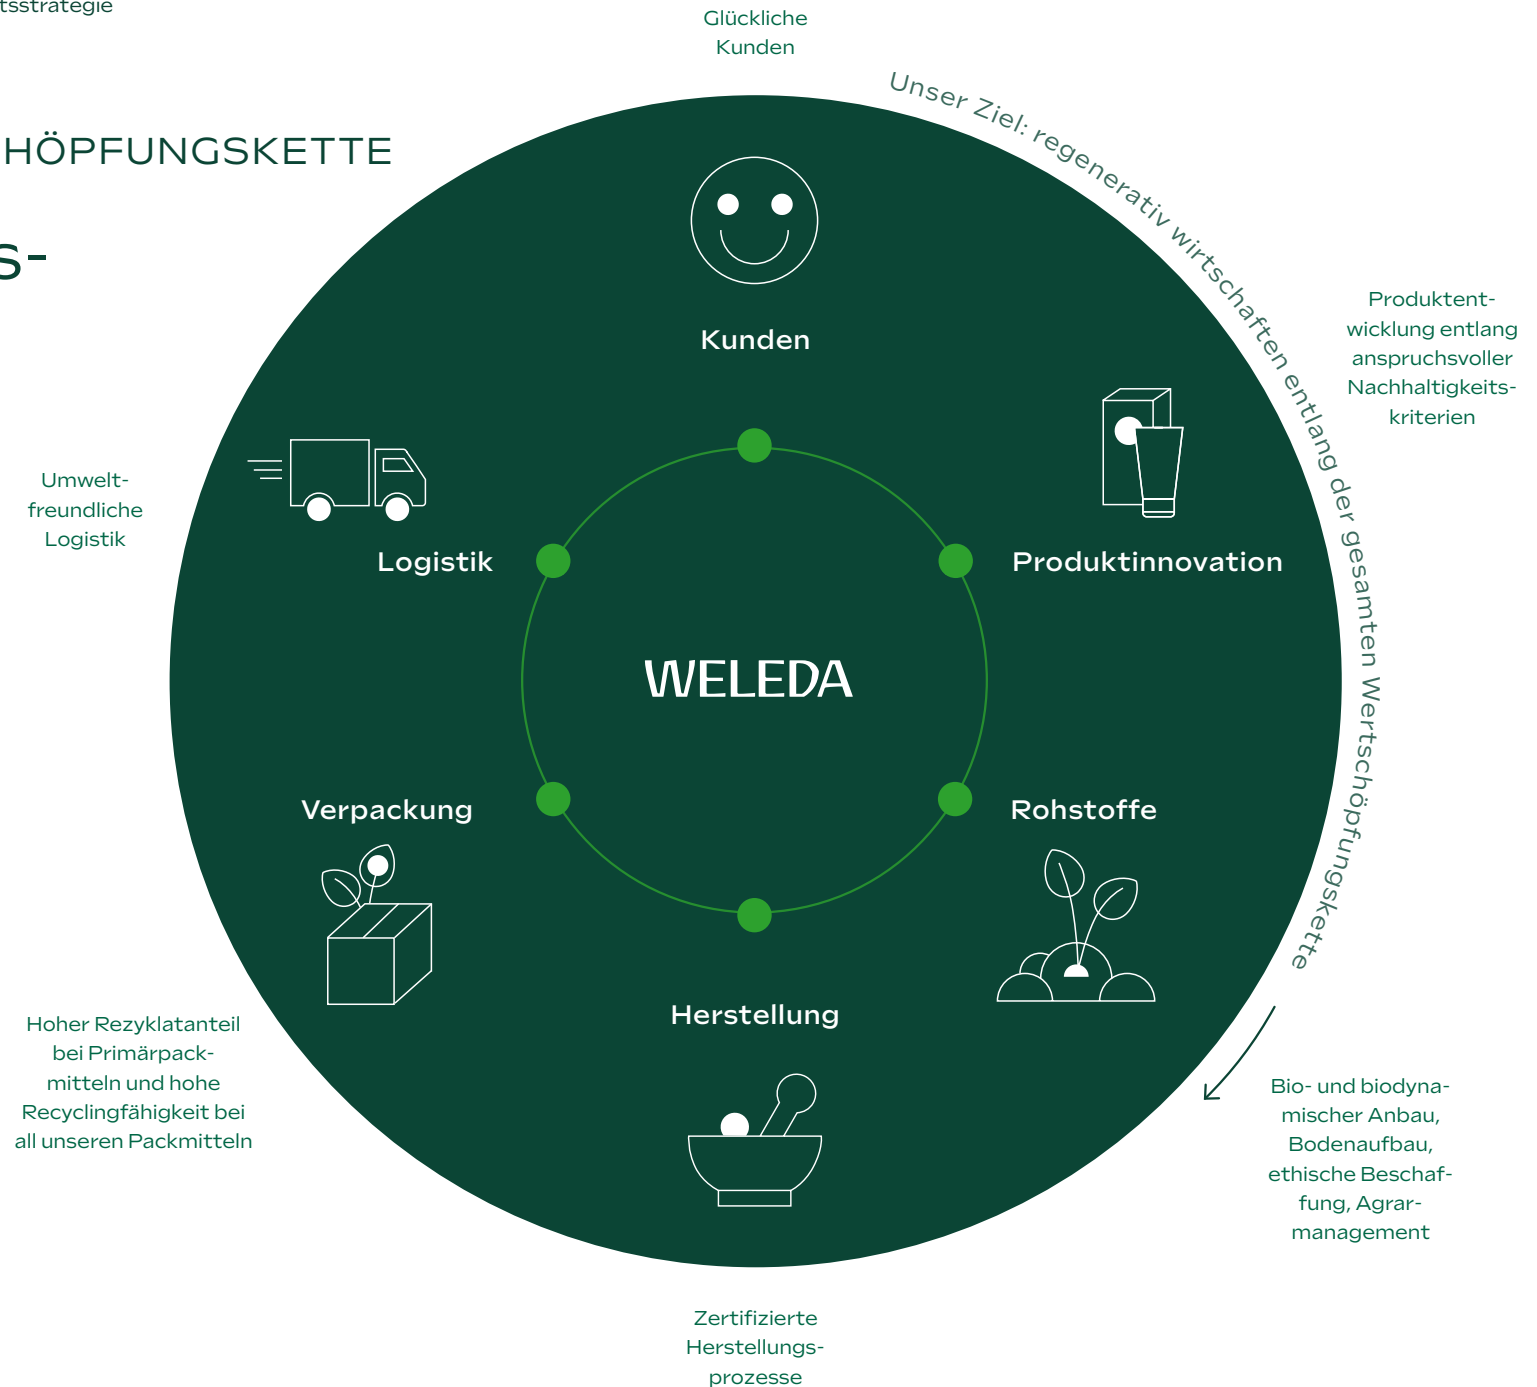 tsstrategie
HÖPFUNGSKETTE
s-
Glückliche
Kunden
Unser Ziel: regenerativ wirtschaften entlang der gesamten Wertschöpfungskette
Kunden
Produktent-
wicklung entlang
anspruchsvoller
Nachhaltigkeits-
kriterien
Umwelt-
freundliche
Logistik
Logistik
Produktinnovation
WELEDA
Verpackung
Rohstoffe
Herstellung
Hoher Rezyklatanteil
bei Primärpack-
mitteln und hohe
Recyclingfähigkeit bei
all unseren Packmitteln
Bio- und biodyna-
mischer Anbau,
Bodenaufbau,
ethische Beschaf-
fung, Agrar-
management
Zertifizierte
Herstellungs-
prozesse